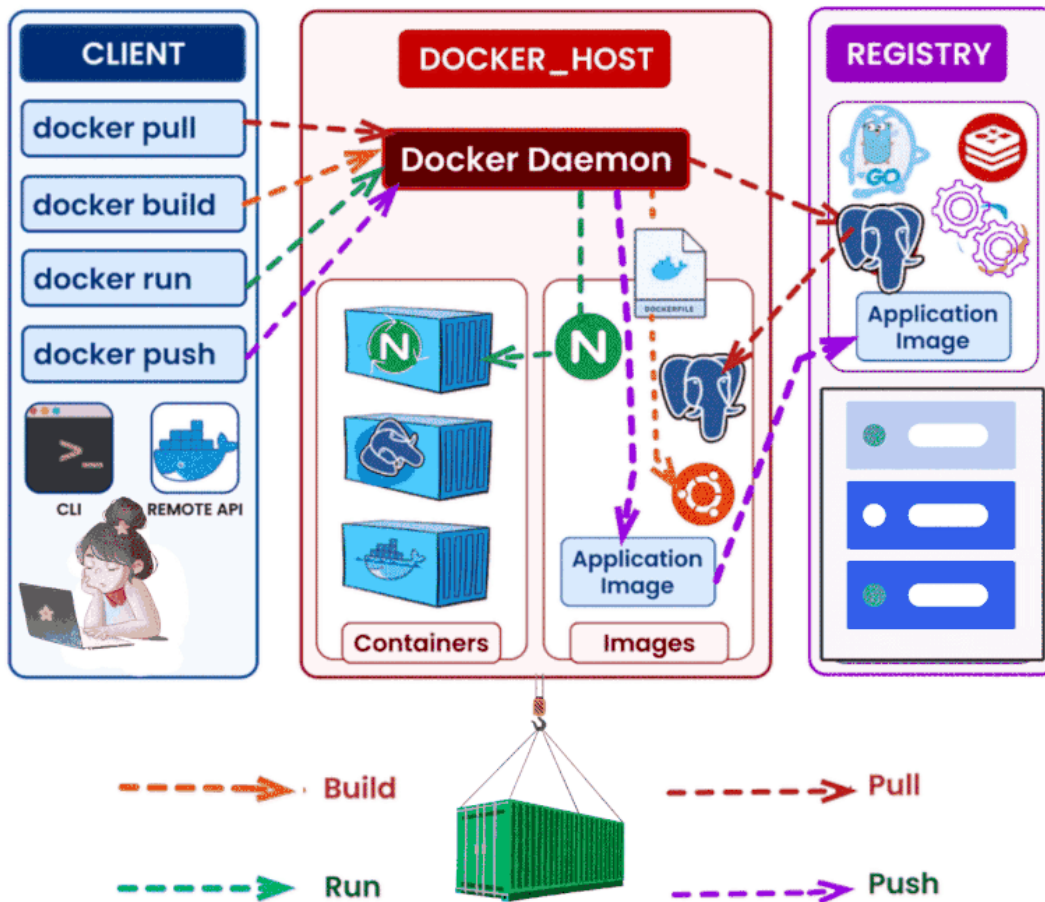 CLIENT
docker pull
docker build
docker run
docker push
>_
CLI
REMOTE API
DOCKER_HOST
Docker Daemon
DOCKERFILE
N
N
Application
Image
Containers
Images
REGISTRY
GO
Application
Image
Build
Run
Pull
Push